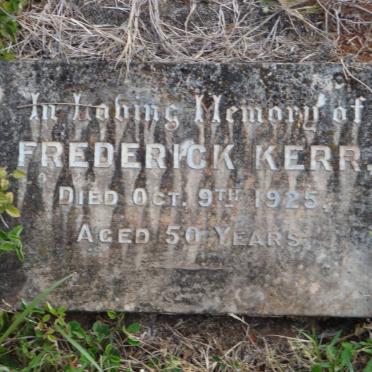 In Loving Memory of
FREDERICK KERR,
DIED OCT. 9TH 1925.
AGED 50 YEARS.